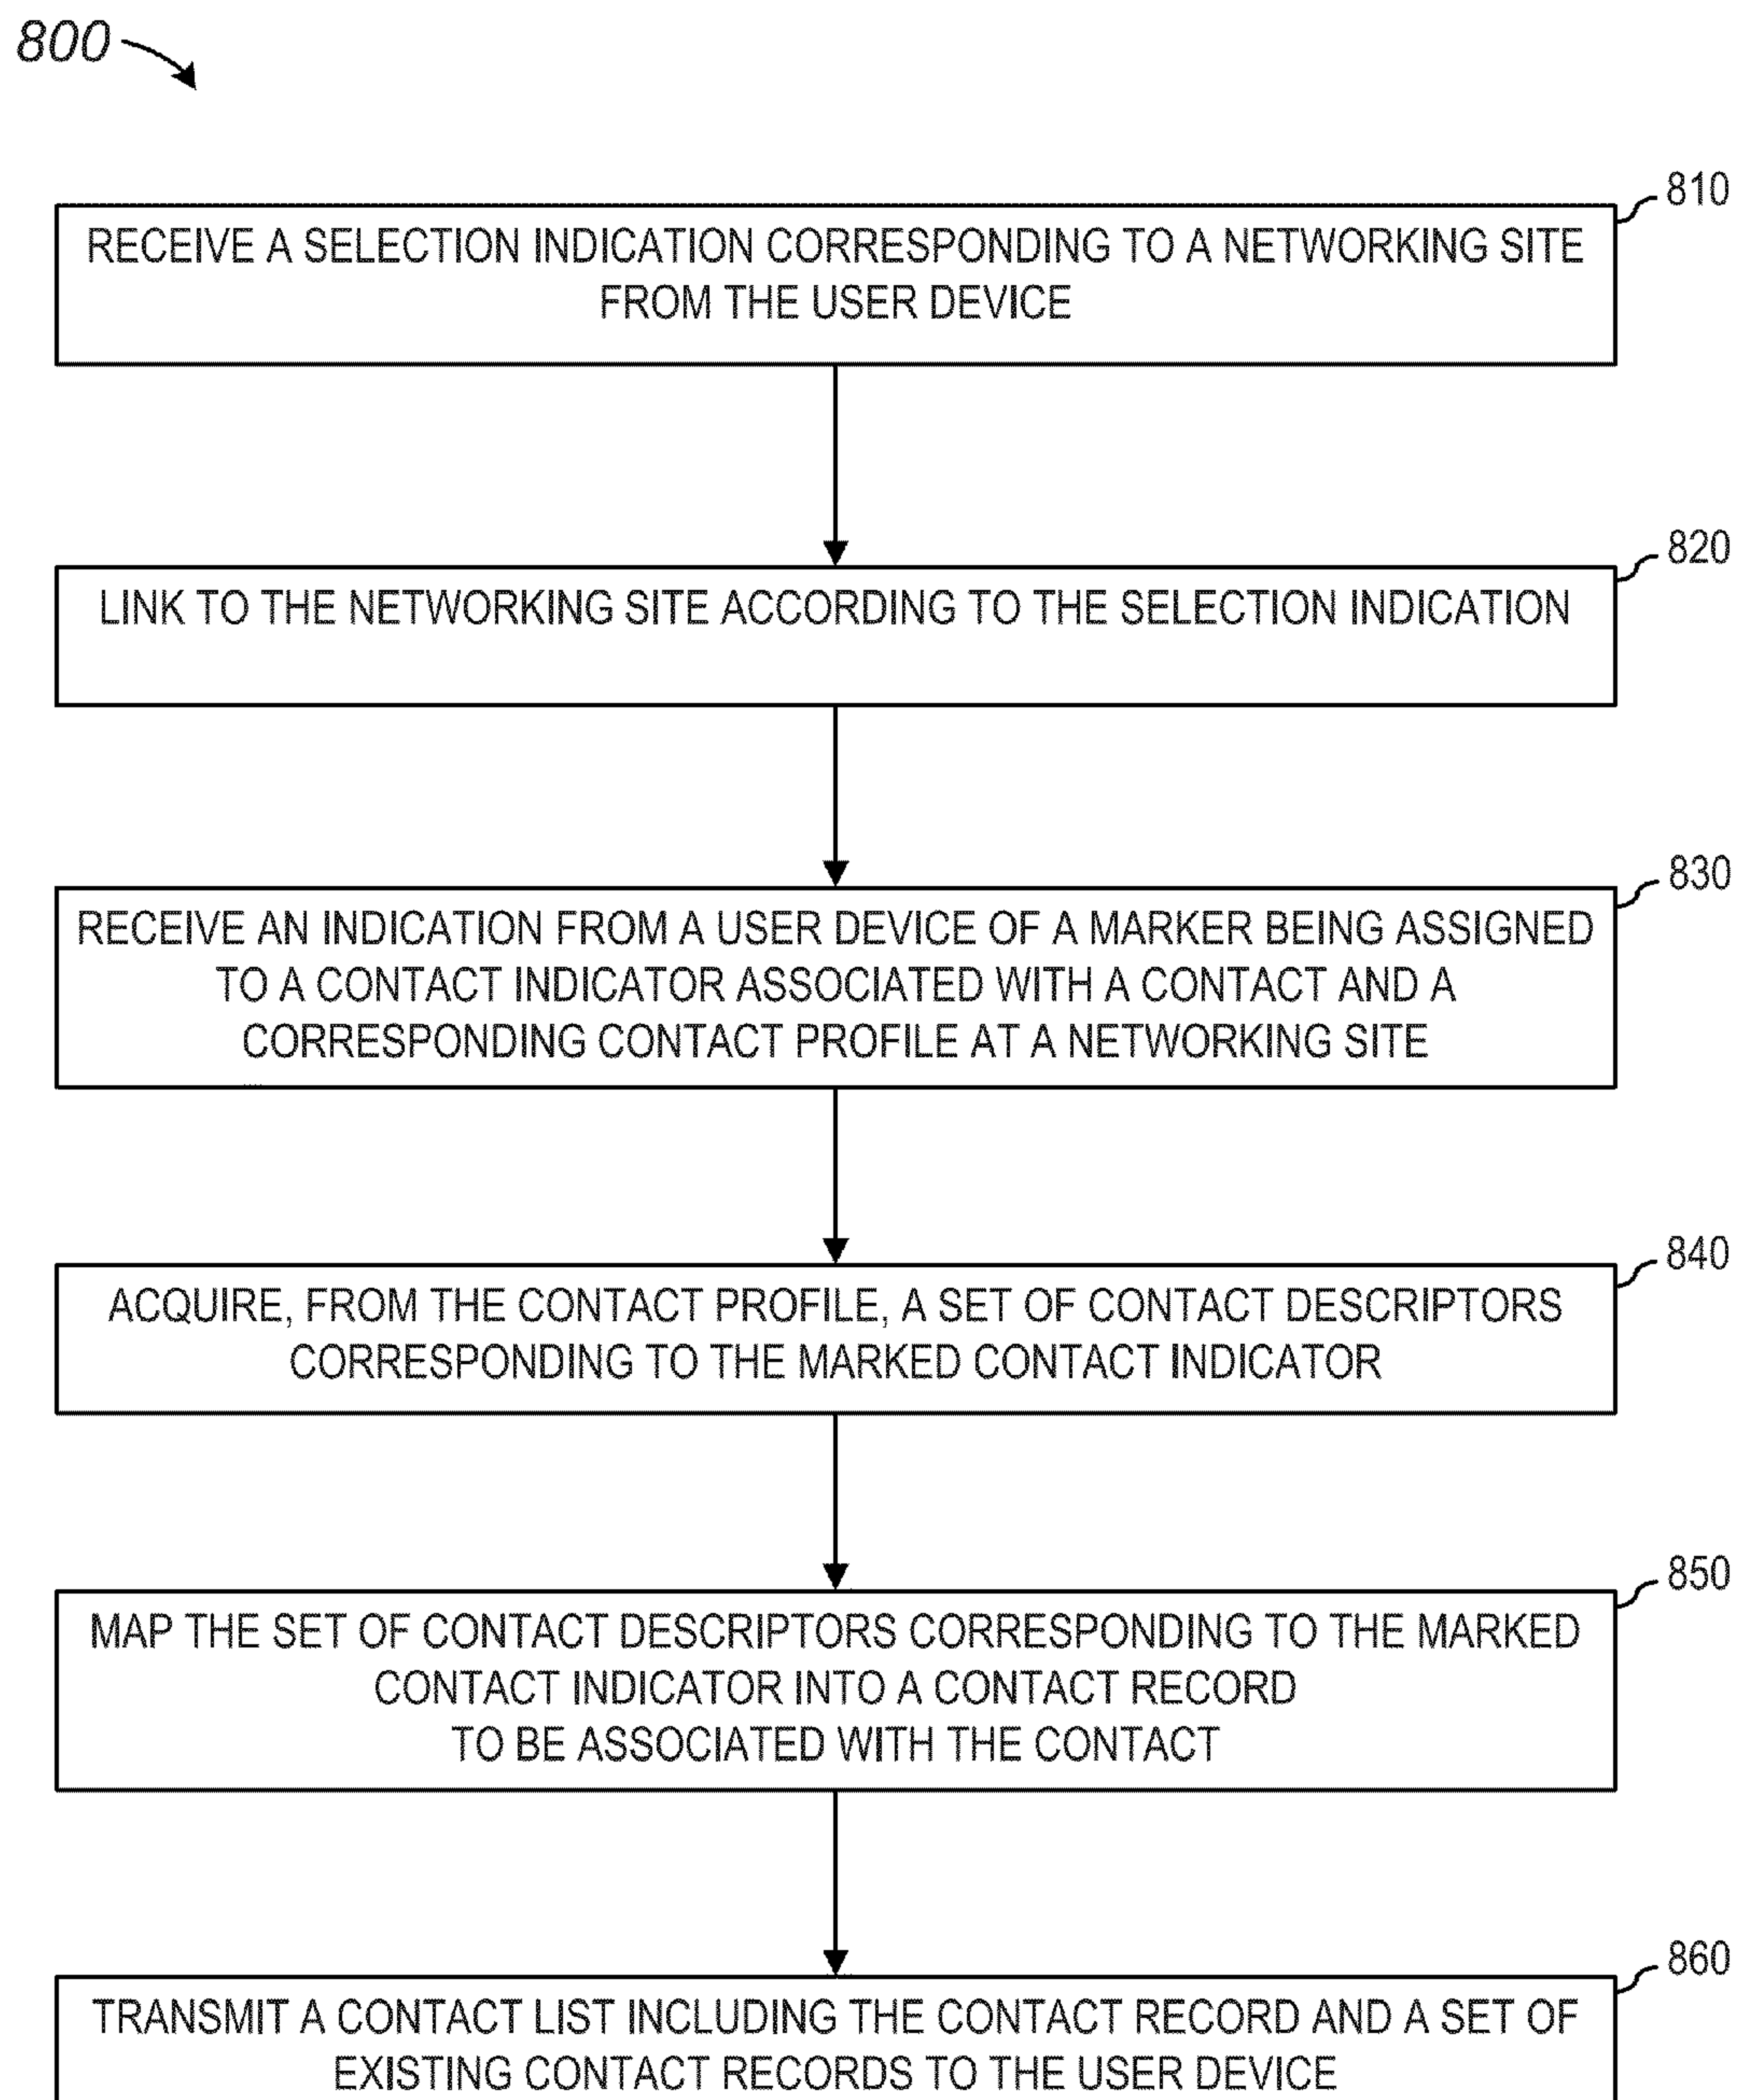 800
810
RECEIVE A SELECTION INDICATION CORRESPONDING TO A NETWORKING SITE
FROM THE USER DEVICE
820
LINK TO THE NETWORKING SITE ACCORDING TO THE SELECTION INDICATION
830
RECEIVE AN INDICATION FROM A USER DEVICE OF A MARKER BEING ASSIGNED
TO A CONTACT INDICATOR ASSOCIATED WITH A CONTACT AND A
CORRESPONDING CONTACT PROFILE AT A NETWORKING SITE
840
ACQUIRE, FROM THE CONTACT PROFILE, A SET OF CONTACT DESCRIPTORS
CORRESPONDING TO THE MARKED CONTACT INDICATOR
850
MAP THE SET OF CONTACT DESCRIPTORS CORRESPONDING TO THE MARKED
CONTACT INDICATOR INTO A CONTACT RECORD
TO BE ASSOCIATED WITH THE CONTACT
860
TRANSMIT A CONTACT LIST INCLUDING THE CONTACT RECORD AND A SET OF
EXISTING CONTACT RECORDS TO THE USER DEVICE